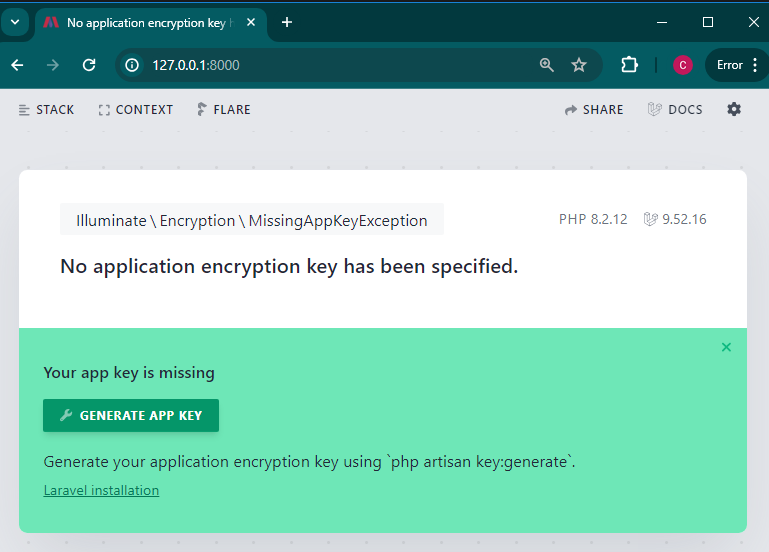 No application encryption key h
127.0.0.1:8000
C
Error
STACK
CONTEXT
FLARE
SHARE
DOCS
Illuminate \ Encryption \ MissingAppKeyException
PHP 8.2.12
9.52.16
No application encryption key has been specified.
Your app key is missing
GENERATE APP KEY
Generate your application encryption key using `php artisan key:generate`.
Laravel installation